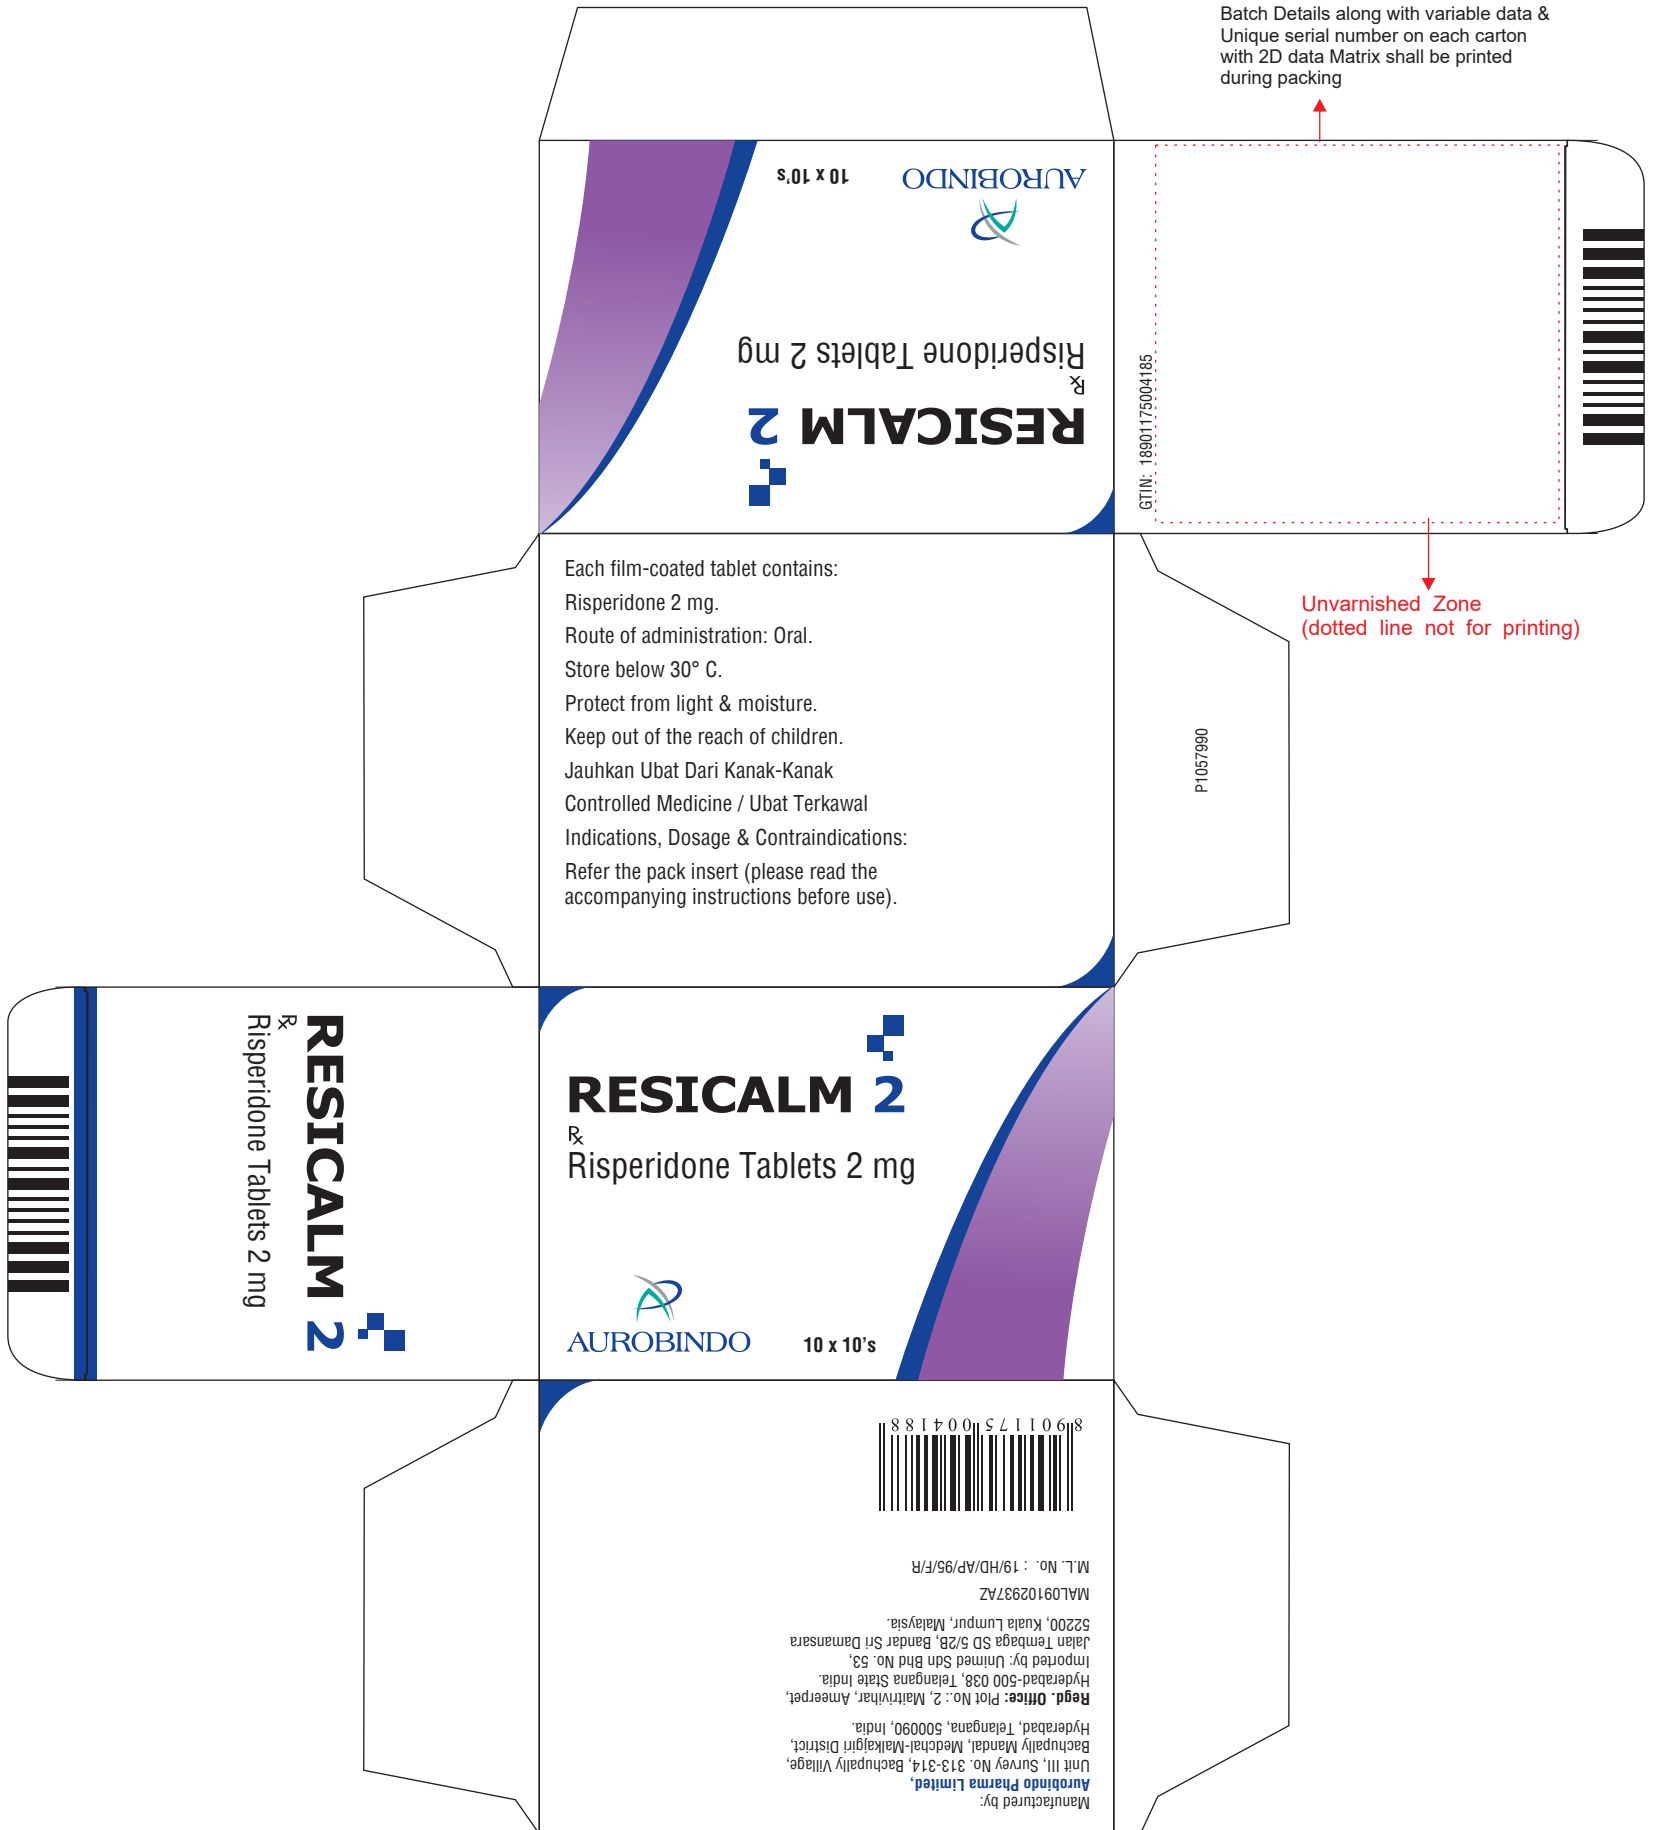 Batch Details along with variable data &
Unique serial number on each carton
with 2D data Matrix shall be printed
during packing
10 x 10's
AUROBINDO
Risperidone Tablets 2 mg
Rx
RESICALM 2
GTIN: 18901175004185
Unvarnished Zone
(dotted line not for printing)
Each film-coated tablet contains:
Risperidone 2 mg.
Route of administration: Oral.
Store below 30° C.
Protect from light & moisture.
Keep out of the reach of children.
Jauhkan Ubat Dari Kanak-Kanak
Controlled Medicine / Ubat Terkawal
Indications, Dosage & Contraindications:
Refer the pack insert (please read the
accompanying instructions before use).
P1057990
RESICALM 2
Rx
Risperidone Tablets 2 mg
RESICALM 2
Rx
Risperidone Tablets 2 mg
AUROBINDO
10 x 10's
Manufactured by:
Aurobindo Pharma Limited,
Unit III, Survey No. 313-314, Bachupally Village,
Bachupally Mandal, Medchal-Malkajgiri District,
Hyderabad, Telangana, 500090, India.
Regd. Office: Plot No.: 2, Maitrivihar, Ameerpet,
Hyderabad-500 038, Telangana State India.
Imported by: Unimed Sdn Bhd No. 53,
Jalan Tembaga SD 5/2B, Bandar Sri Damansara
52200, Kuala Lumpur, Malaysia.
MAL09102937AZ
M.L. No. : 19/HD/AP/95/F/R
8901175004188